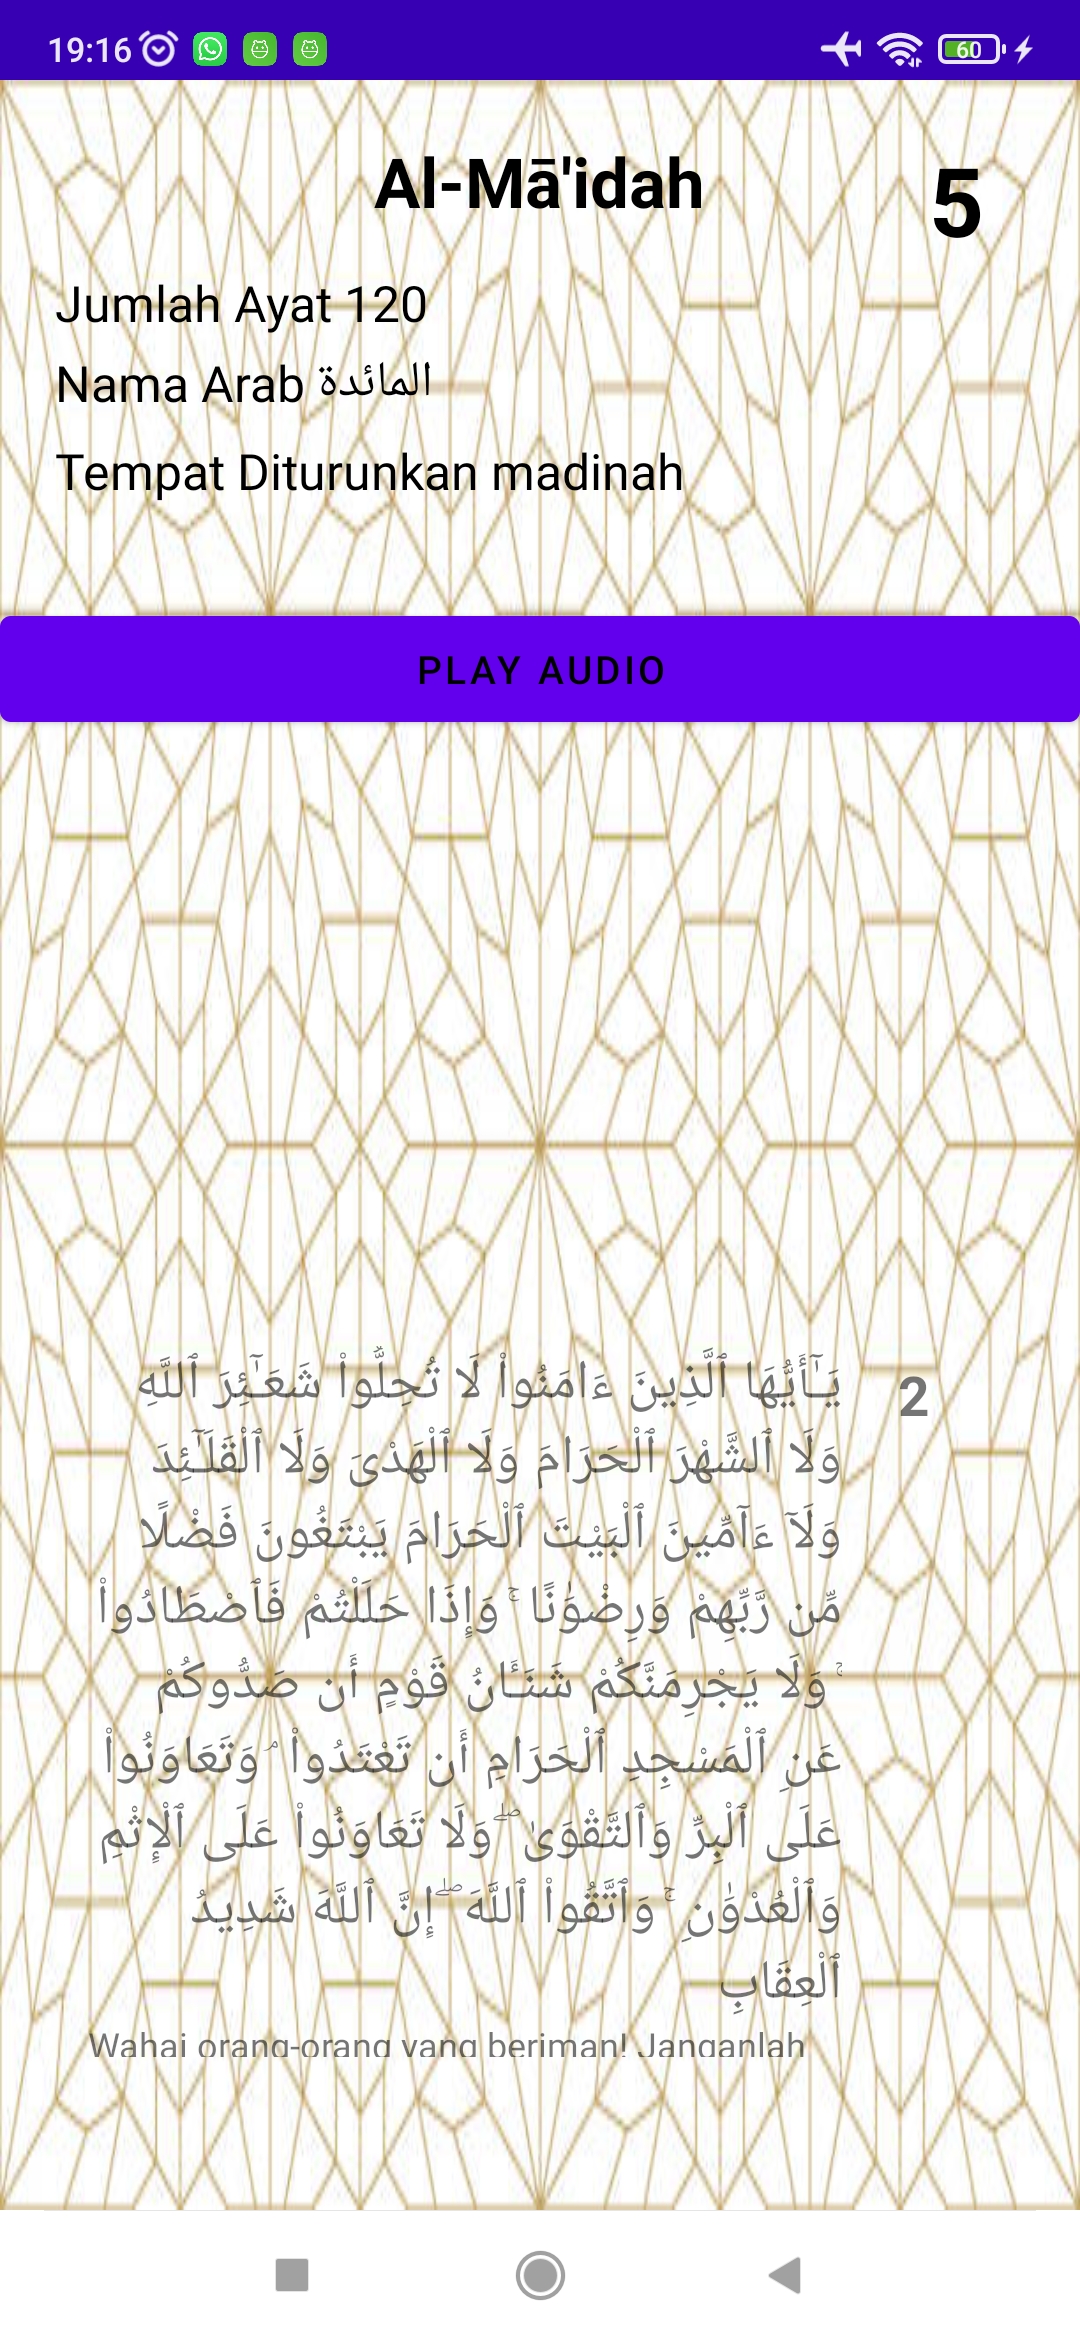 19:16
60
Al-Mā'idah
5
Jumlah Ayat 120
Nama Arab المائدة
Tempat Diturunkan madinah
PLAY AUDIO
2
يَـٰٓأَيُّهَا ٱلَّذِينَ ءَامَنُوا۟ لَا تُحِلُّوا۟ شَعَـٰٓئِرَ ٱللَّهِ
وَلَا ٱلشَّهْرَ ٱلْحَرَامَ وَلَا ٱلْهَدْىَ وَلَا ٱلْقَلَـٰٓئِدَ
وَلَآ ءَآمِّينَ ٱلْبَيْتَ ٱلْحَرَامَ يَبْتَغُونَ فَضْلًا
مِّن رَّبِّهِمْ وَرِضْوَٰنًا ۚ وَإِذَا حَلَلْتُمْ فَٱصْطَادُوا۟
ۚ وَلَا يَجْرِمَنَّكُمْ شَنَـَٔانُ قَوْمٍ أَن صَدُّوكُمْ
عَنِ ٱلْمَسْجِدِ ٱلْحَرَامِ أَن تَعْتَدُوا۟ ۘ وَتَعَاوَنُوا۟
عَلَى ٱلْبِرِّ وَٱلتَّقْوَىٰ ۖ وَلَا تَعَاوَنُوا۟ عَلَى ٱلْإِثْمِ
وَٱلْعُدْوَٰنِ ۚ وَٱتَّقُوا۟ ٱللَّهَ ۖ إِنَّ ٱللَّهَ شَدِيدُ
ٱلْعِقَابِ
Wahai orang-orang yang beriman! Janganlah